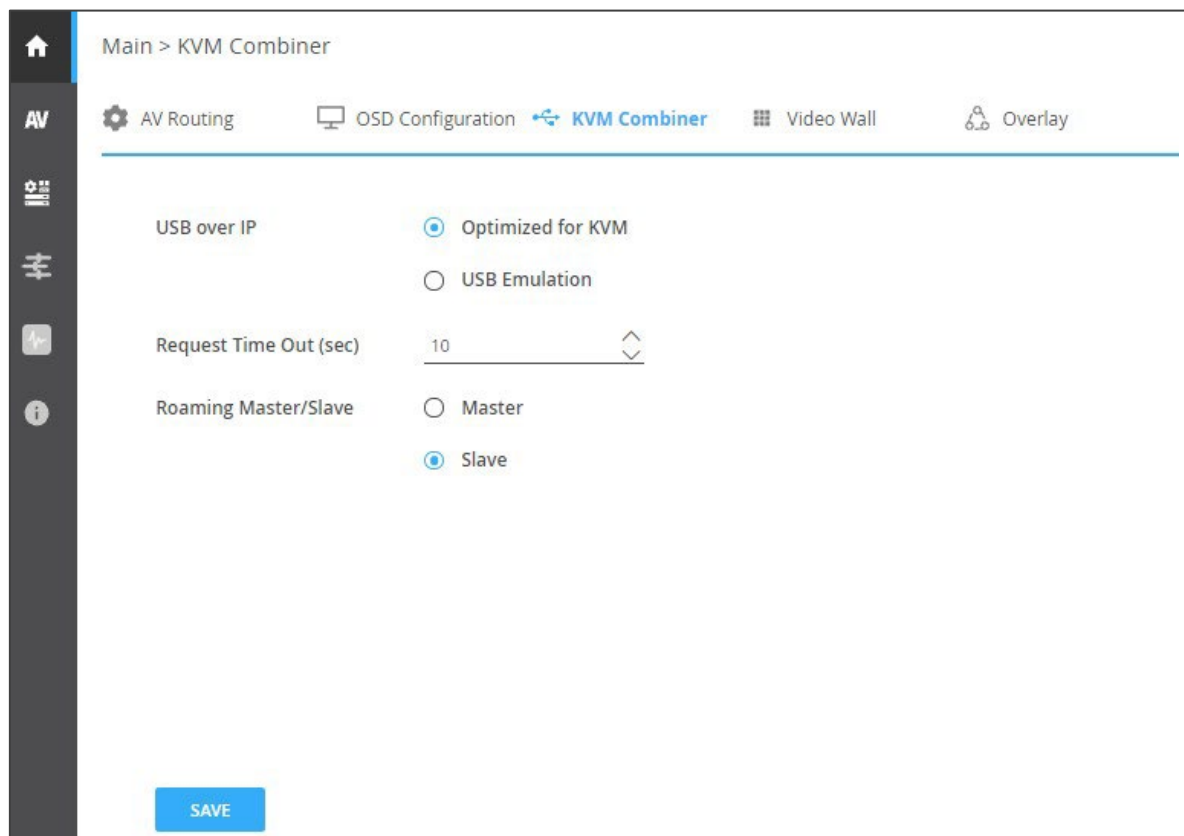 Main > KVM Combiner
AV
AV Routing OSD Configuration KVM Combiner Video Wall Overlay
USB over IP Optimized for KVM
USB Emulation
Request Time Out (sec) 10
Roaming Master/Slave Master
Slave
SAVE